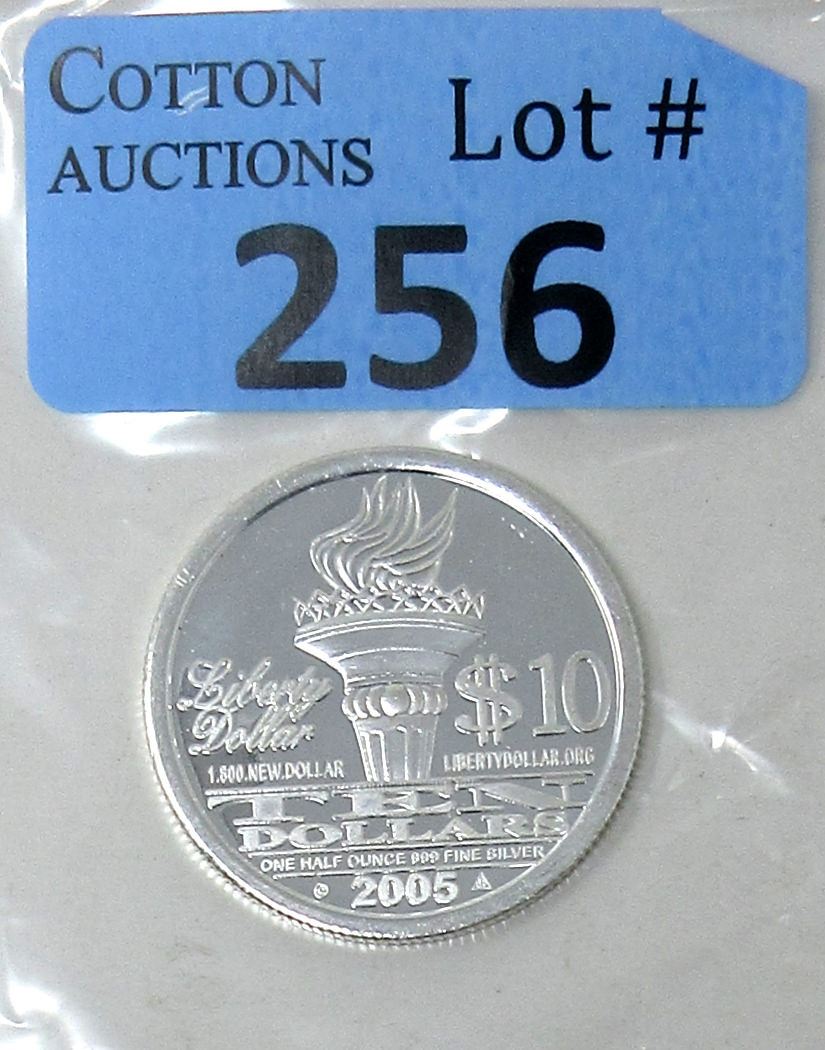 COTTON
AUCTIONS
Lot #
256
Liberty
Dollar
$10
1.800.NEW.DOLLAR
LIBERTYDOLLAR.ORG
TEN
DOLLARS
ONE HALF OUNCE 999 FINE SILVER
© 2005